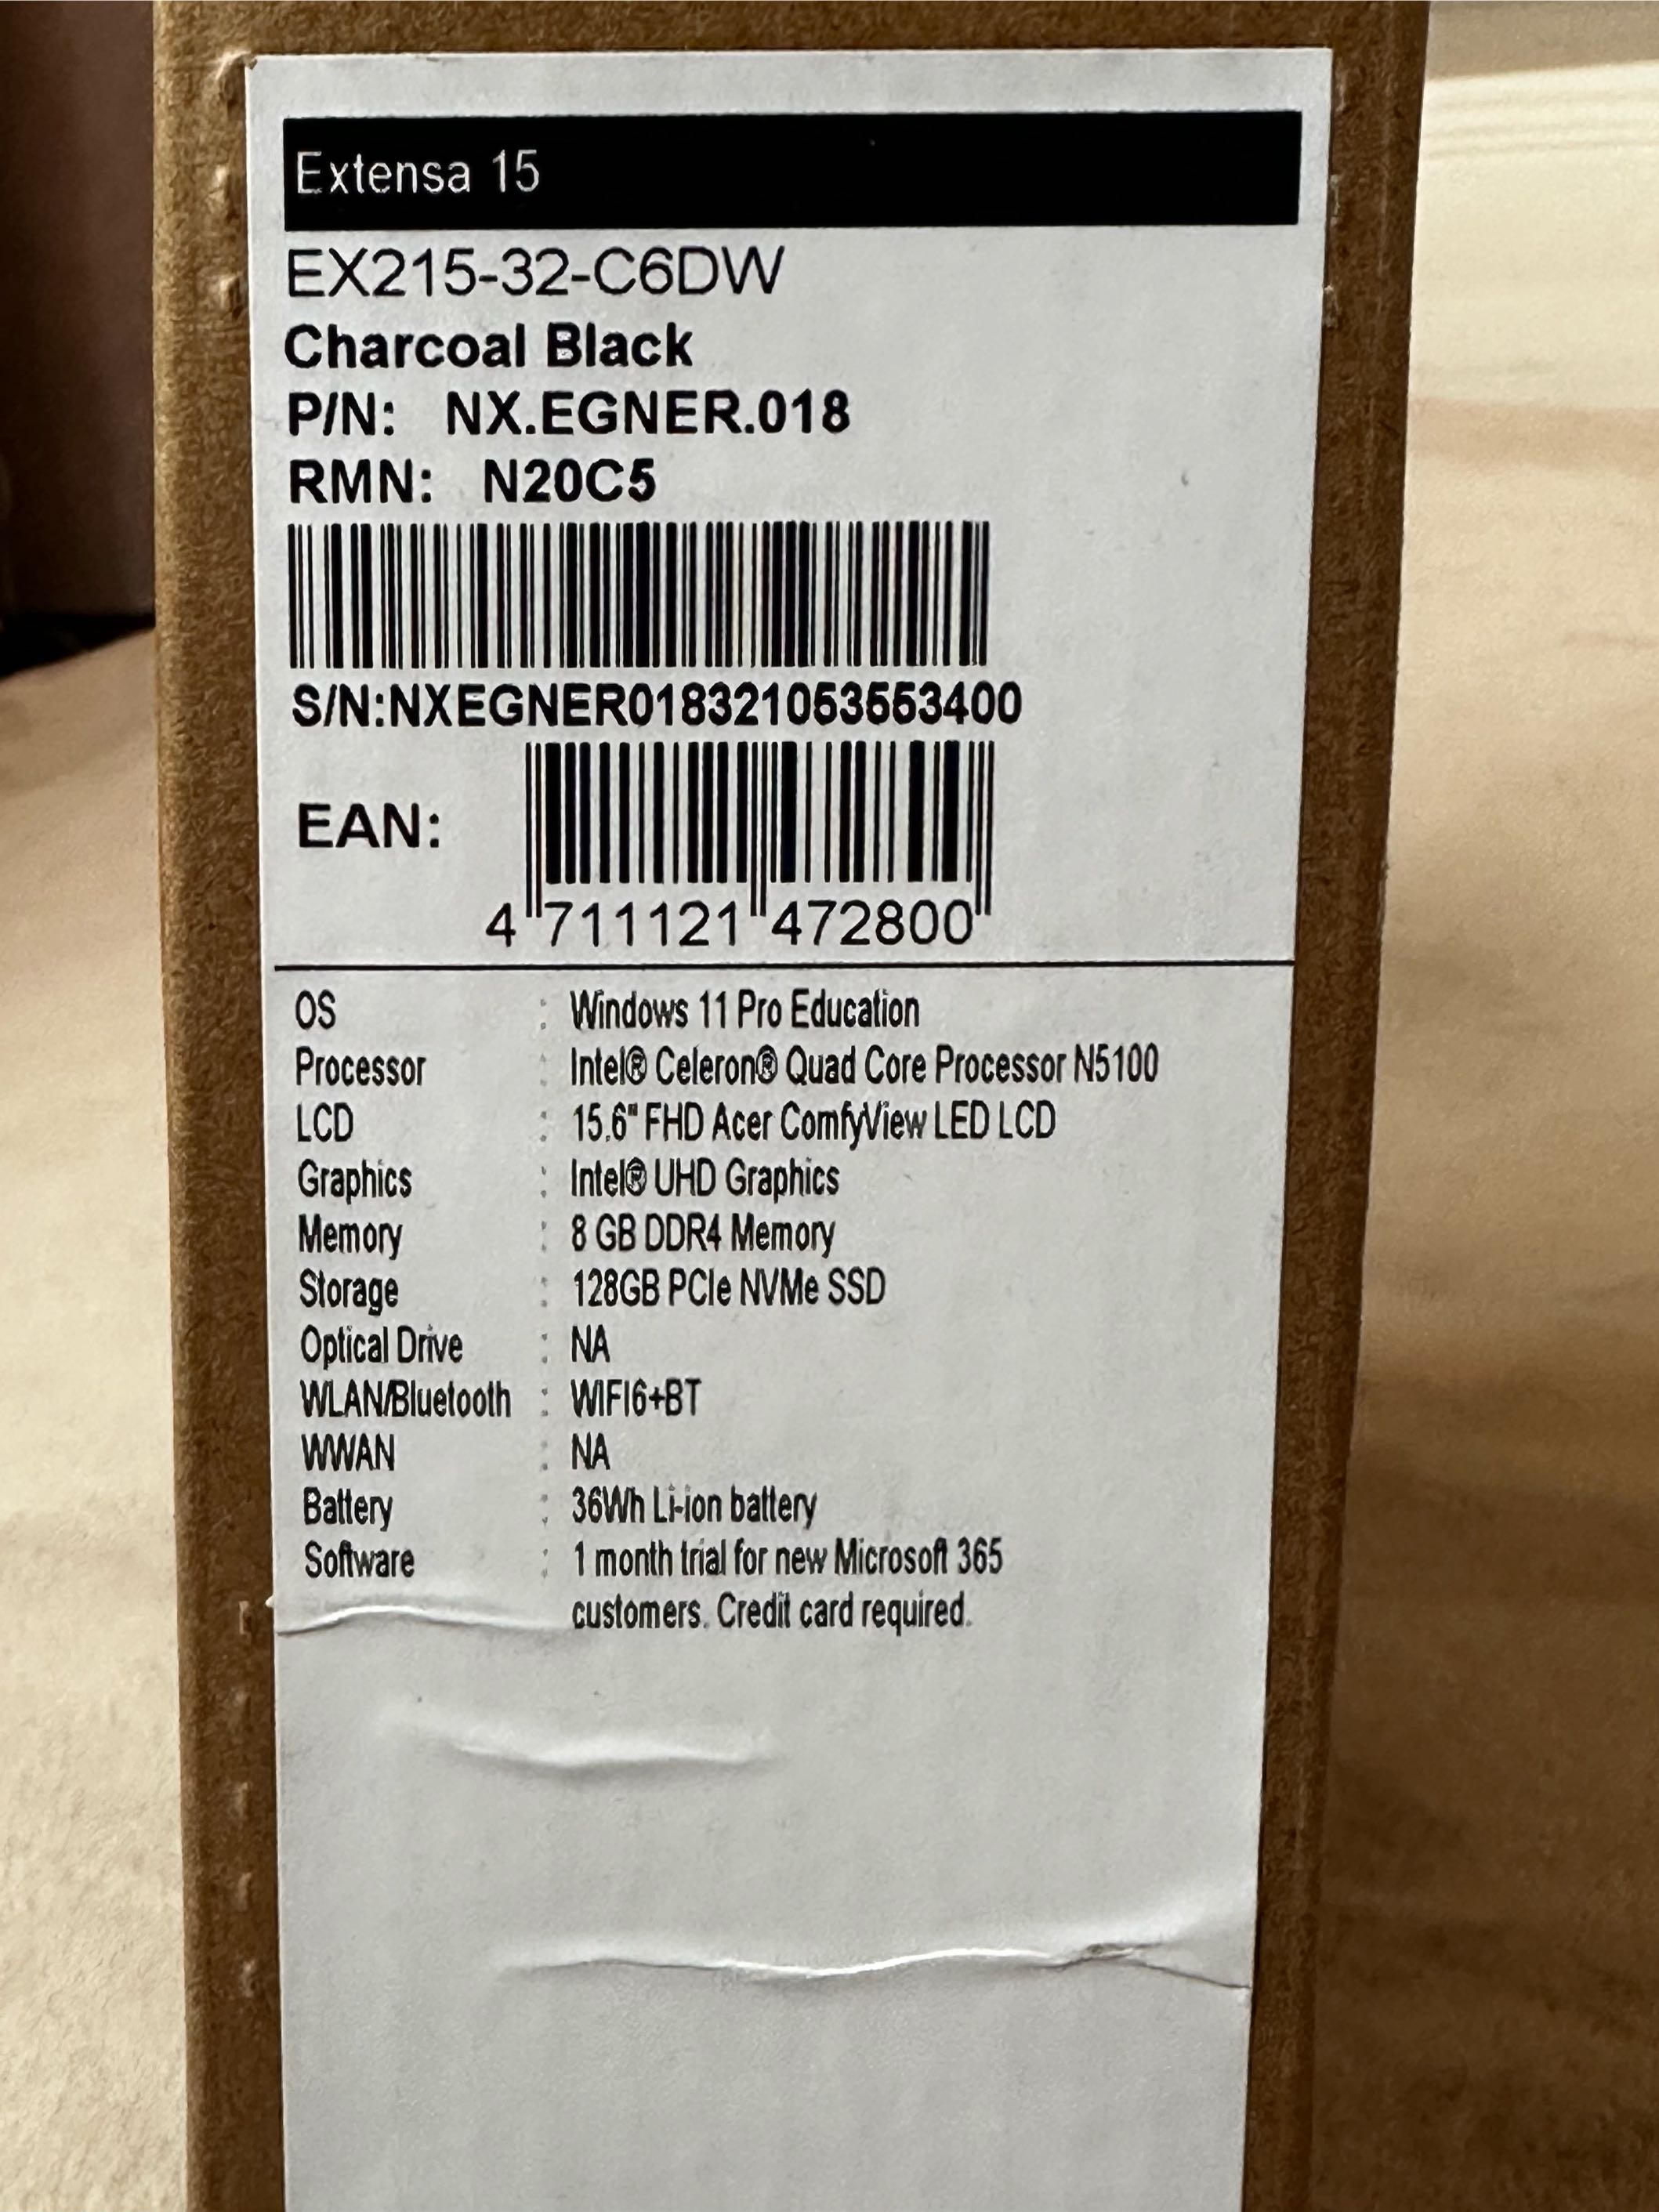 Extensa 15
EX215-32-C6DW
Charcoal Black
P/N: NX.EGNER.018
RMN: N20C5
S/N:NXEGNER018321053553400
EAN:
4 711121 472800
OS : Windows 11 Pro Education
Processor : Intel® Celeron® Quad Core Processor N5100
LCD : 15.6" FHD Acer ComfyView LED LCD
Graphics : Intel® UHD Graphics
Memory : 8 GB DDR4 Memory
Storage : 128GB PCIe NVMe SSD
Optical Drive : NA
WLAN/Bluetooth : WIFI6+BT
WWAN : NA
Battery : 36Wh Li-ion battery
Software : 1 month trial for new Microsoft 365
customers. Credit card required.